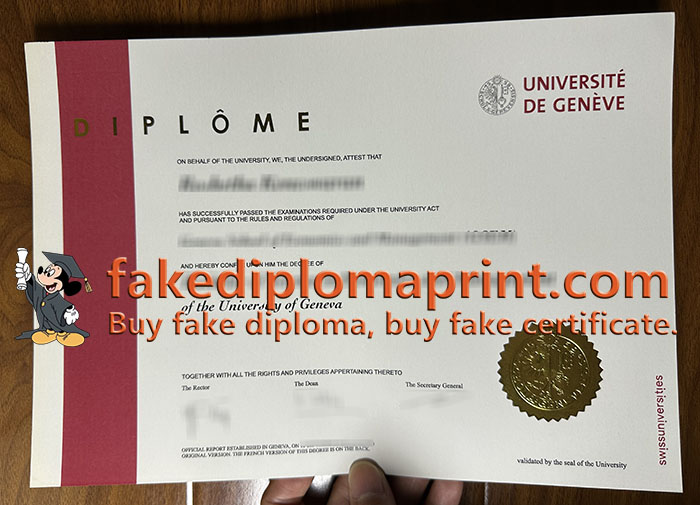 UNIVERSITÉ
DE GENÈVE
DIPLÔME
ON BEHALF OF THE UNIVERSITY, WE, THE UNDERSIGNED, ATTEST THAT
HAS SUCCESSFULLY PASSED THE EXAMINATIONS REQUIRED UNDER THE UNIVERSITY ACT
AND PURSUANT TO THE RULES AND REGULATIONS OF
AND HEREBY CONFER UPON HIM THE DEGREE OF
fakediplomaprint.com
of the University of Geneva
Buy fake diploma, buy fake certificate.
TOGETHER WITH ALL THE RIGHTS AND PRIVILEGES APPERTAINING THERETO
The Rector The Dean The Secretary General
OFFICIAL REPORT ESTABLISHED IN GENEVA, ON
ORIGINAL VERSION. THE FRENCH VERSION OF THIS DEGREE IS ON THE BACK.
validated by the seal of the University
swissuniversities